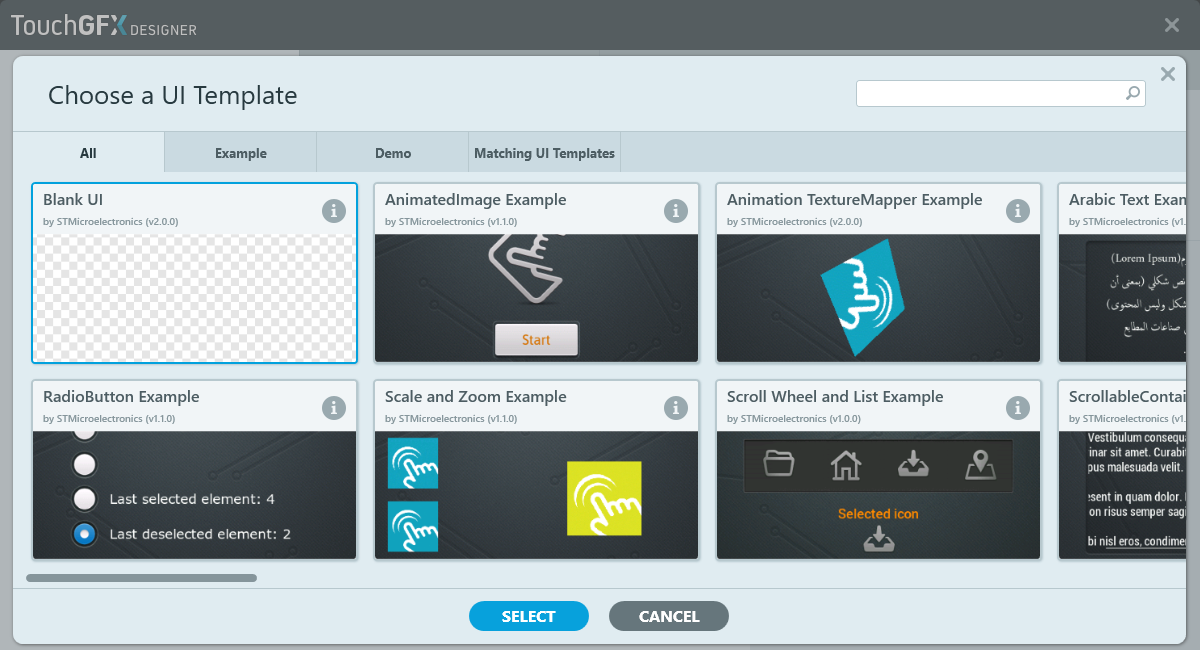 TouchGFX DESIGNER
Choose a UI Template
All
Example
Demo
Matching UI Templates
Blank UI
by STMicroelectronics (v2.0.0)
AnimatedImage Example
by STMicroelectronics (v1.1.0)
Start
Animation TextureMapper Example
by STMicroelectronics (v2.0.0)
Arabic Text Exam
by STMicroelectronics (v
(Lorem Ipsum)
نص شكلي (بمعنى أن
شكل وليس المحتوى)
صناعات المطابع
RadioButton Example
by STMicroelectronics (v1.1.0)
Last selected element: 4
Last deselected element: 2
Scale and Zoom Example
by STMicroelectronics (v1.1.0)
Scroll Wheel and List Example
by STMicroelectronics (v1.0.0)
Selected icon
ScrollableContai
by STMicroelectronics (v1.
Vestibulum consequa
inar sit amet. Curabit
pus malesuada velit.
esent in quam dolor.
on risus semper sagi
bi nisl eros, condime
SELECT
CANCEL